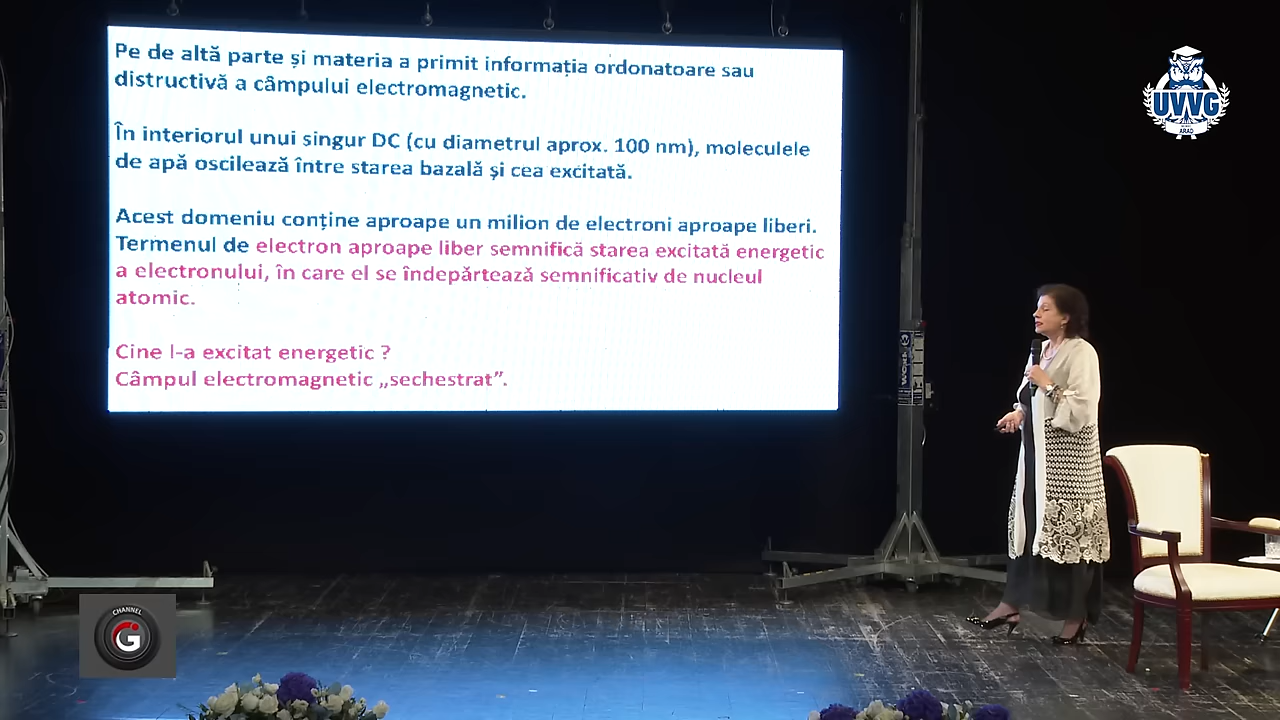 Pe de altă parte și materia a primit informația ordonatoare sau
distructivă a câmpului electromagnetic.
În interiorul unui singur DC (cu diametrul aprox. 100 nm), moleculele
de apă oscilează între starea bazală și cea excitată.
Acest domeniu conține aproape un milion de electroni aproape liberi.
Termenul de electron aproape liber semnifică starea excitată energetic
a electronului, în care el se îndepărtează semnificativ de nucleul
atomic.
Cine l-a excitat energetic ?
Câmpul electromagnetic „sechestrat”.
UVVG
ARAD
WORK
CHANNEL
G